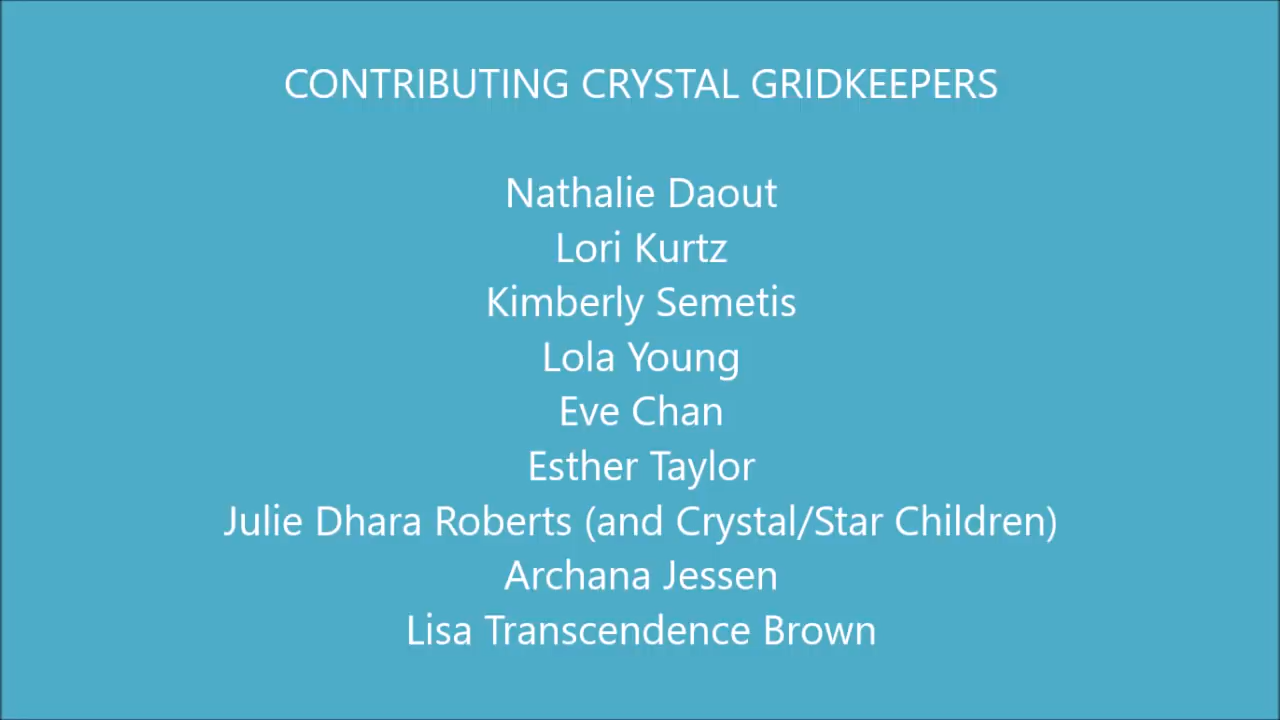 CONTRIBUTING CRYSTAL GRIDKEEPERS
Nathalie Daout
Lori Kurtz
Kimberly Semetis
Lola Young
Eve Chan
Esther Taylor
Julie Dhara Roberts (and Crystal/Star Children)
Archana Jessen
Lisa Transcendence Brown